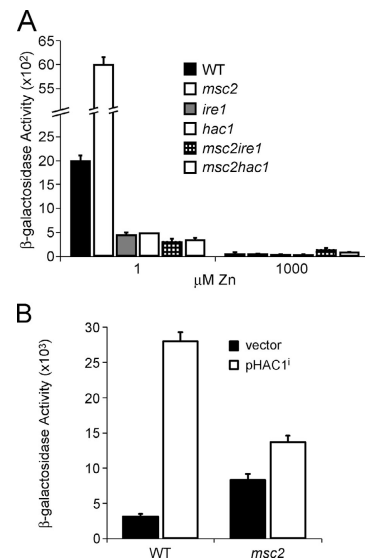 A
β-galactosidase Activity (x10²)
65
60
55
25
20
15
10
5
0
WT
msc2
ire1
hac1
msc2ire1
msc2hac1
1 1000
μM Zn
B
β-galactosidase Activity (x10³)
30
25
20
15
10
5
0
vector
pHAC1ⁱ
WT msc2